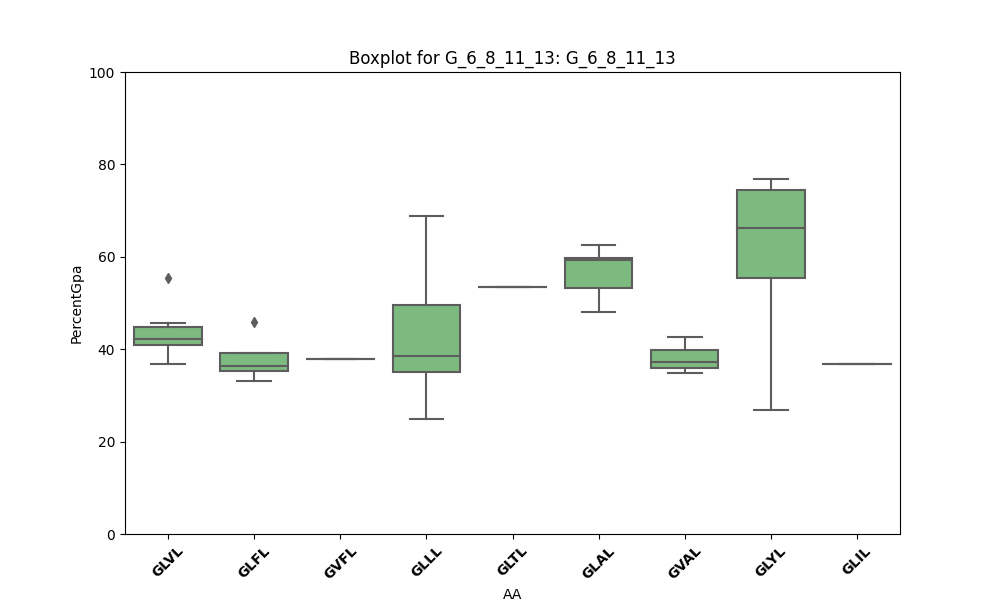 Boxplot for G_6_8_11_13: G_6_8_11_13
100
80
60
40
20
0
PercentGpa
GLVL
GLFL
GVFL
GLLL
GLTL
GLAL
GVAL
GLYL
GLIL
AA